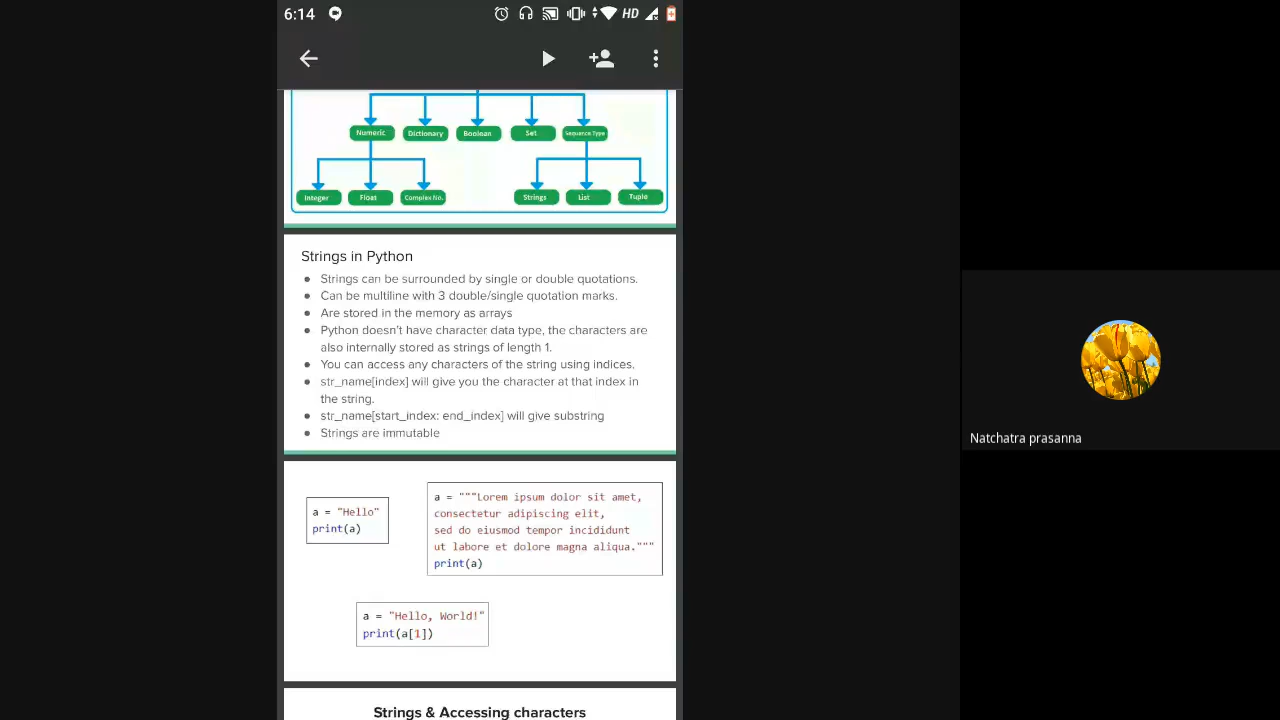 6:14
HD
Numeric
Dictionary
Boolean
Set
Sequence Type
Integer
Float
Complex No.
Strings
List
Tuple
Strings in Python
● Strings can be surrounded by single or double quotations.
● Can be multiline with 3 double/single quotation marks.
● Are stored in the memory as arrays
● Python doesn't have character data type, the characters are
also internally stored as strings of length 1.
● You can access any characters of the string using indices.
● str_name[index] will give you the character at that index in
the string.
● str_name[start_index: end_index] will give substring
● Strings are immutable
a = "Hello"
print(a)
a = """Lorem ipsum dolor sit amet,
consectetur adipiscing elit,
sed do eiusmod tempor incididunt
ut labore et dolore magna aliqua."""
print(a)
a = "Hello, World!"
print(a[1])
Strings & Accessing characters
Natchatra prasanna